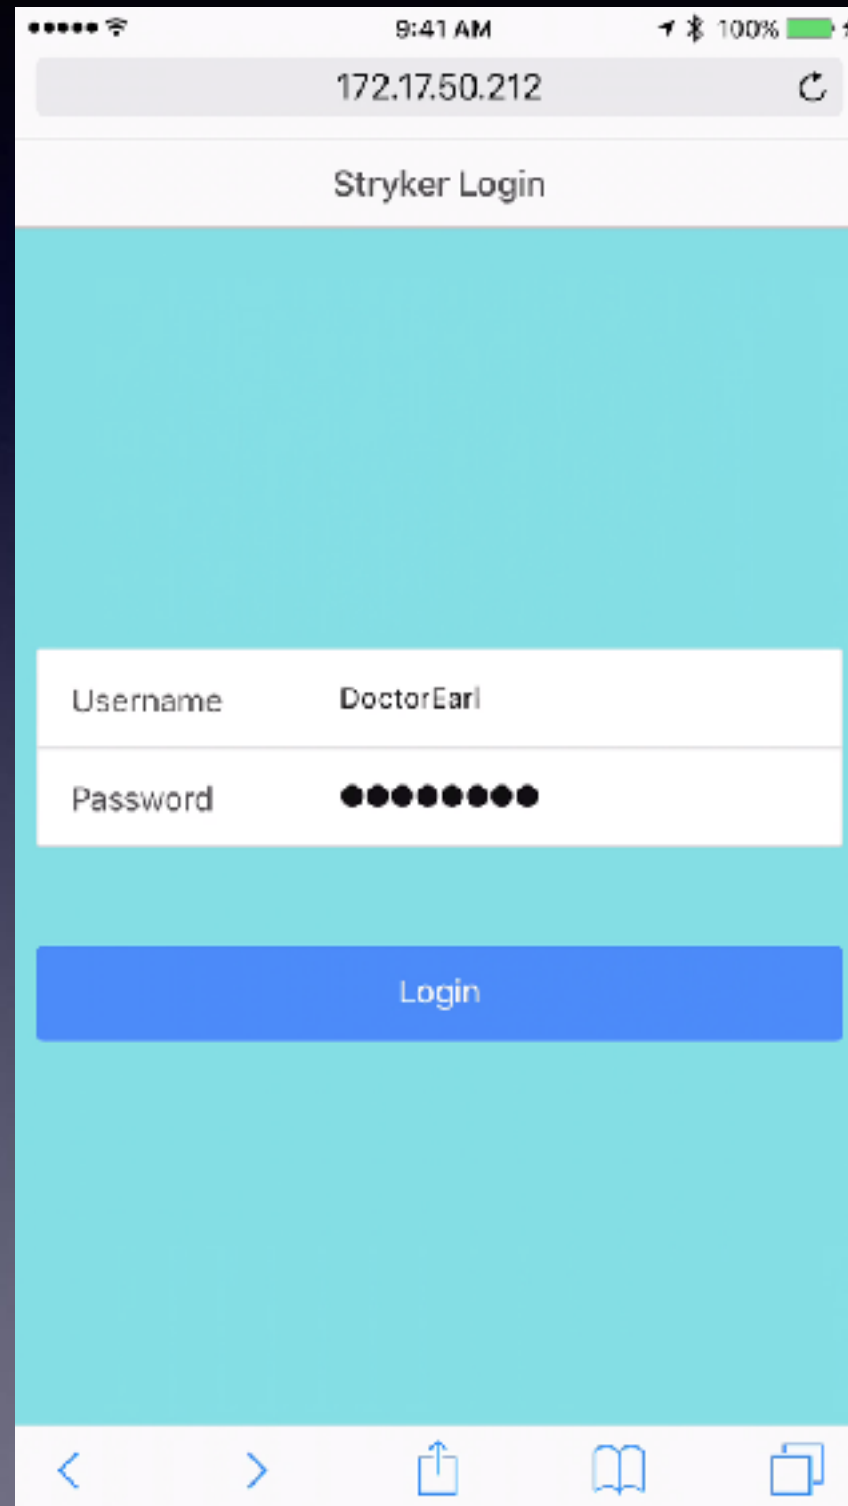 9:41 AM 100%
172.17.50.212
Stryker Login
Username DoctorEarl
Password ●●●●●●●●
Login